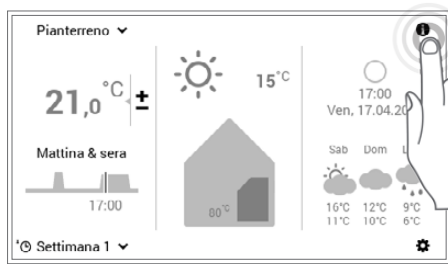 Pianterreno
21,0 °C ±
15°C
17:00
Ven, 17.04.20
Mattina & sera
17:00
80°C
Sab Dom
16°C 12°C 9°C
11°C 10°C 6°C
Settimana 1